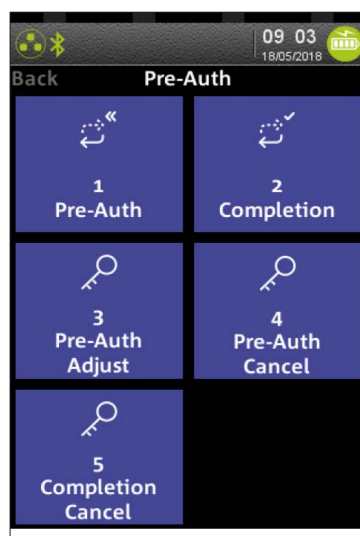 09 03
18/05/2018
Back Pre-Auth
1
Pre-Auth
2
Completion
3
Pre-Auth
Adjust
4
Pre-Auth
Cancel
5
Completion
Cancel